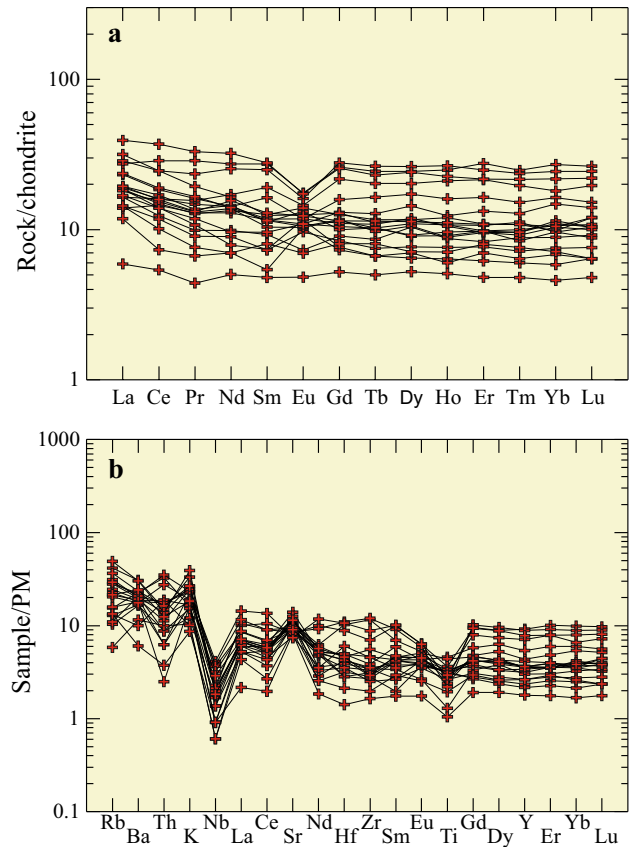 a
100
10
1
Rock/chondrite
La Ce Pr Nd Sm Eu Gd Tb Dy Ho Er Tm Yb Lu
b
1000
100
10
1
0.1
Sample/PM
Rb Ba Th K Nb La Ce Sr Nd Hf Zr Sm Eu Ti Gd Dy Y Er Yb Lu